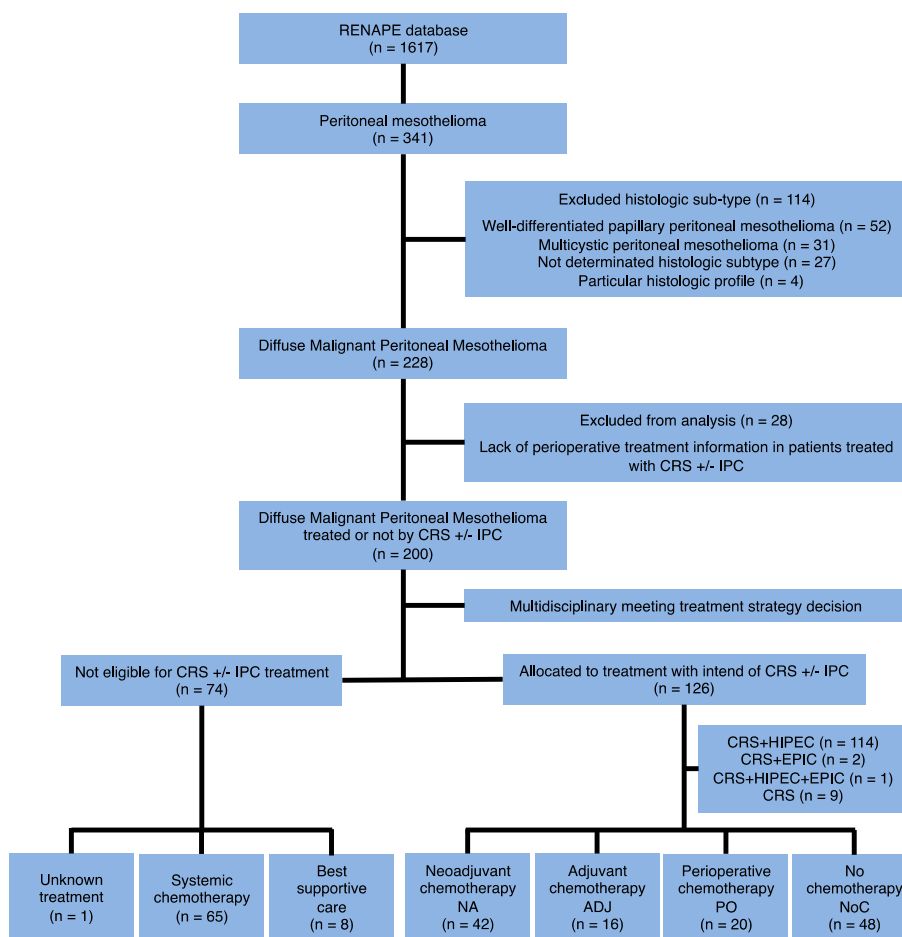 RENAPE database
(n = 1617)
Peritoneal mesothelioma
(n = 341)
Excluded histologic sub-type (n = 114)
Well-differentiated papillary peritoneal mesothelioma (n = 52)
Multicystic peritoneal mesothelioma (n = 31)
Not determinated histologic subtype (n = 27)
Particular histologic profile (n = 4)
Diffuse Malignant Peritoneal Mesothelioma
(n = 228)
Excluded from analysis (n = 28)
Lack of perioperative treatment information in patients treated
with CRS +/- IPC
Diffuse Malignant Peritoneal Mesothelioma
treated or not by CRS +/- IPC
(n = 200)
Multidisciplinary meeting treatment strategy decision
Not eligible for CRS +/- IPC treatment
(n = 74)
Allocated to treatment with intend of CRS +/- IPC
(n = 126)
CRS+HIPEC (n = 114)
CRS+EPIC (n = 2)
CRS+HIPEC+EPIC (n = 1)
CRS (n = 9)
Unknown
treatment
(n = 1)
Systemic
chemotherapy
(n = 65)
Best
supportive
care
(n = 8)
Neoadjuvant
chemotherapy
NA
(n = 42)
Adjuvant
chemotherapy
ADJ
(n = 16)
Perioperative
chemotherapy
PO
(n = 20)
No
chemotherapy
NoC
(n = 48)